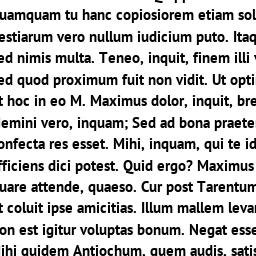 uamquam tu hanc copiosiorem etiam sol
estiarum vero nullum iudicium puto. Itaq
ed nimis multa. Teneo, inquit, finem illi
ed quod proximum fuit non vidit. Ut opti
t hoc in eo M. Maximus dolor, inquit, bre
emini vero, inquam; Sed ad bona praete
onfecta res esset. Mihi, inquam, qui te id
fficiens dici potest. Quid ergo? Maximus
uare attende, quaeso. Cur post Tarentum
t coluit ipse amicitias. Illum mallem leva
on est igitur voluptas bonum. Negat esse
ihi quidem Antiochum, quem audis, satis